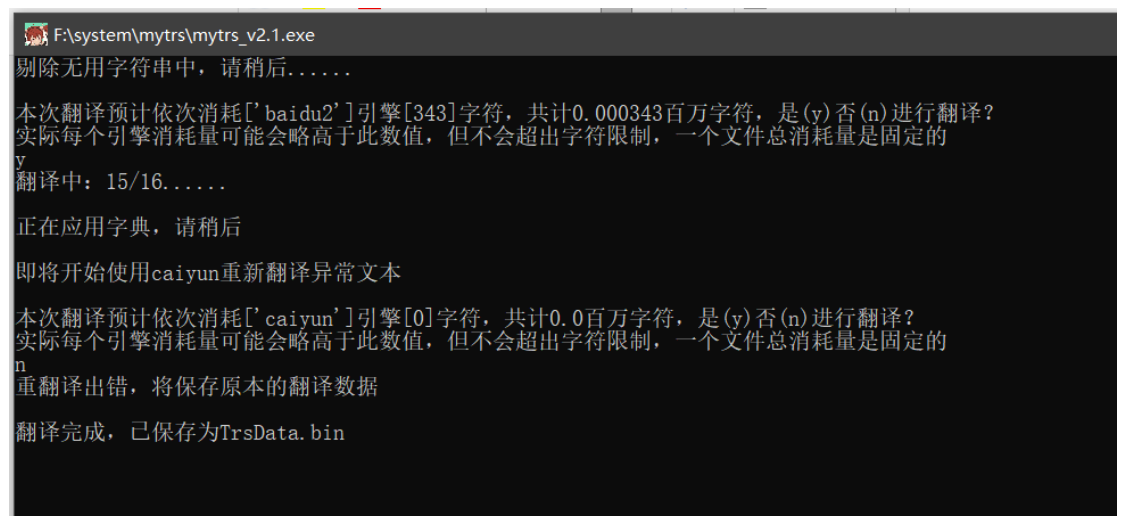 F:\system\mytrs\mytrs_v2.1.exe
剔除无用字符串中，请稍后......
本次翻译预计依次消耗['baidu2']引擎[343]字符，共计0.000343百万字符，是(y)否(n)进行翻译？
实际每个引擎消耗量可能会略高于此数值，但不会超出字符限制，一个文件总消耗量是固定的
y
翻译中：15/16......
正在应用字典，请稍后
即将开始使用caiyun重新翻译异常文本
本次翻译预计依次消耗['caiyun']引擎[0]字符，共计0.0百万字符，是(y)否(n)进行翻译？
实际每个引擎消耗量可能会略高于此数值，但不会超出字符限制，一个文件总消耗量是固定的
n
重翻译出错，将保存原本的翻译数据
翻译完成，已保存为TrsData.bin